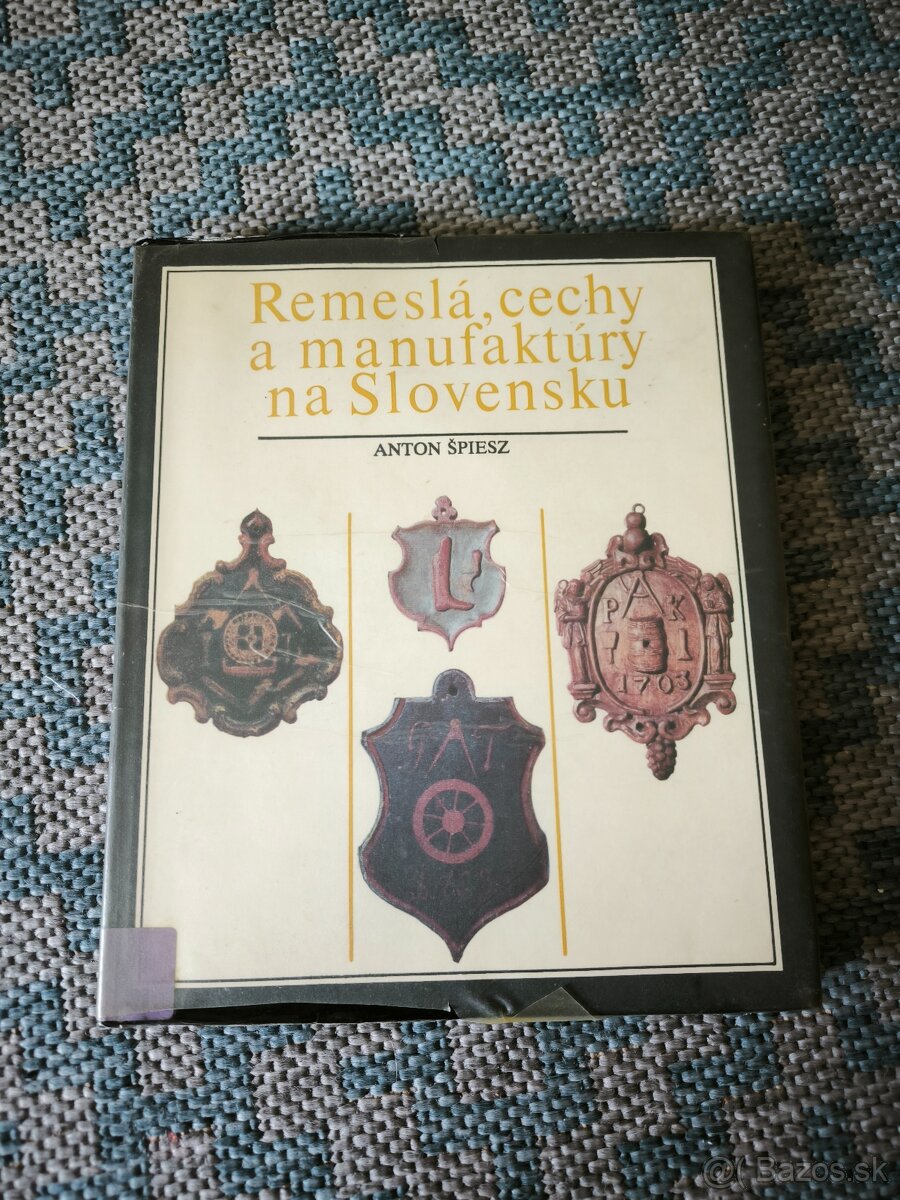 Remeslá, cechy
a manufaktúry
na Slovensku
ANTON ŠPIESZ
PAK
1703
Bazos.sk